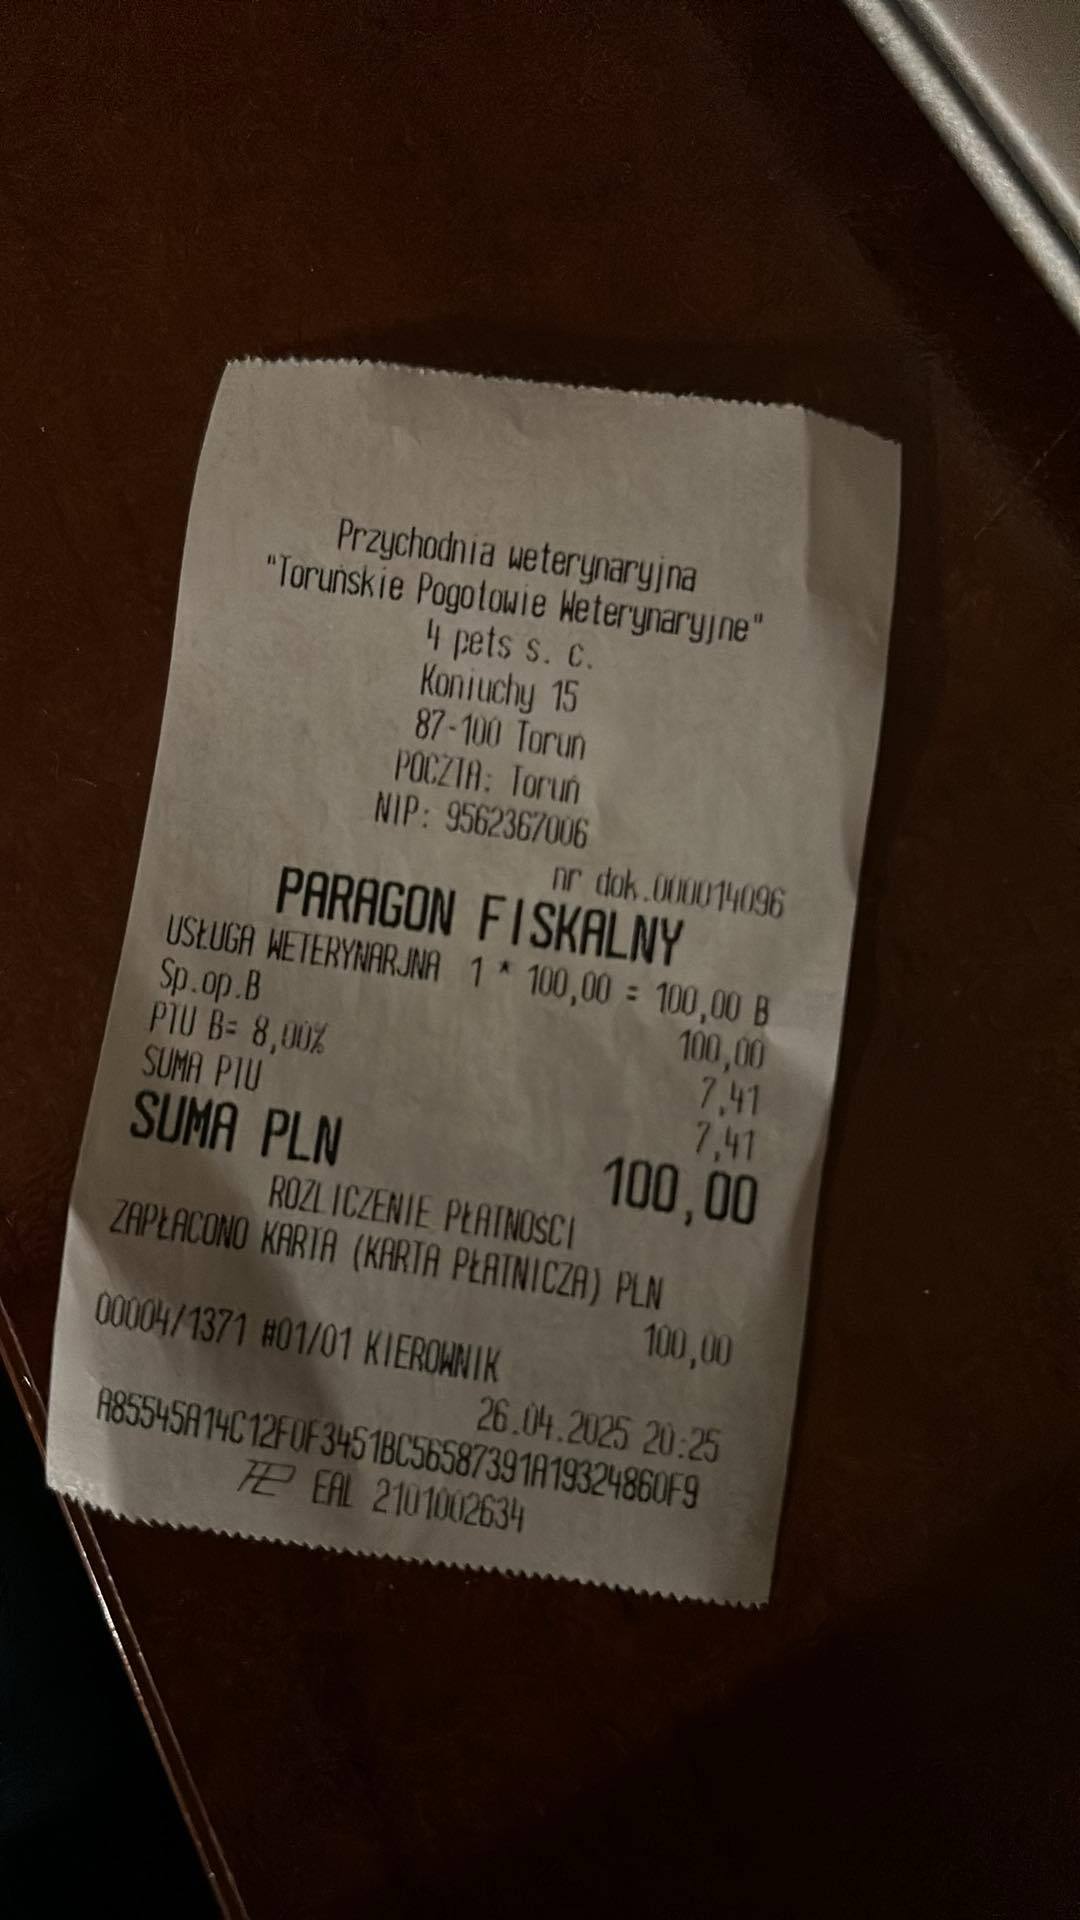 Przychodnia weterynaryjna
"Toruńskie Pogotowie Weterynaryjne"
4 pets s. c.
Koniuchy 15
87-100 Toruń
POCZTA: Toruń
NIP: 9562367006
nr dok.000014096
PARAGON FISKALNY
USŁUGA WETERYNARJNA 1 * 100,00 = 100,00 B
Sp.op.B 100,00
PTU B= 8,00% 7,41
SUMA PTU 7,41
SUMA PLN 100,00
ROZLICZENIE PŁATNOŚCI
ZAPŁACONO KARTA (KARTA PŁATNICZA) PLN
100,00
00004/1371 #01/01 KIEROWNIK
26.04.2025 20:25
A85545A14C12F0F3451BC56587391A19324860F9
EAL 2101002634